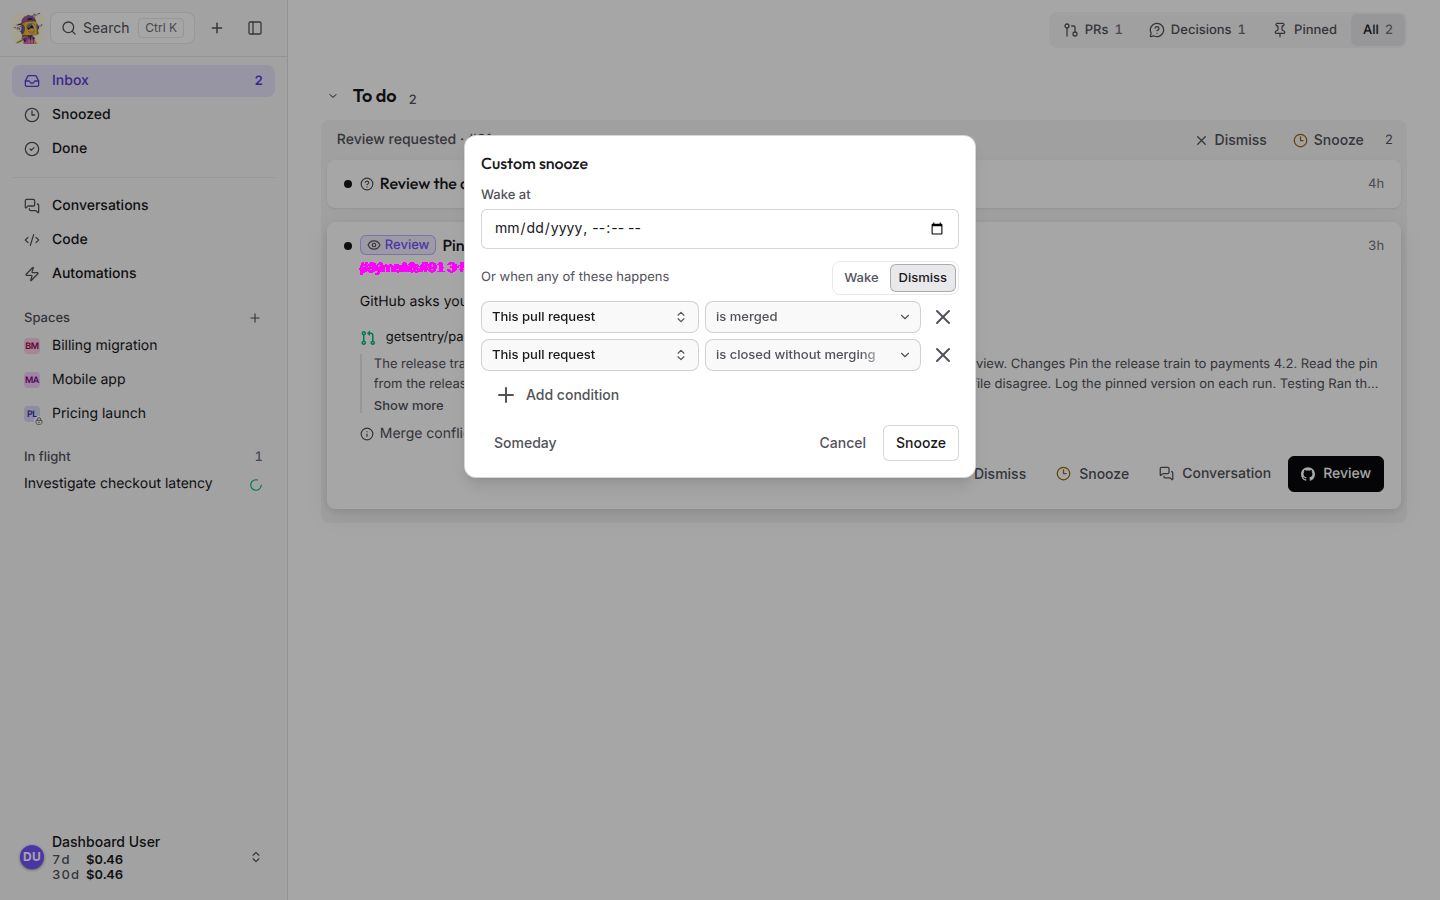 Search Ctrl K
Inbox 2
Snoozed
Done
Conversations
Code
Automations
Spaces
BM Billing migration
MA Mobile app
PL Pricing launch
In flight 1
Investigate checkout latency
DU Dashboard User
7d $0.46
30d $0.46
PRs 1 Decisions 1 Pinned All 2
To do 2
Review requested · Dismiss Snooze 2
Review the 4h
Review Pin 3h
GitHub asks you
getsentry/pa
The release tra view. Changes Pin the release train to payments 4.2. Read the pin
from the releas ile disagree. Log the pinned version on each run. Testing Ran th...
Show more
Merge confli
Dismiss Snooze Conversation Review
Custom snooze
Wake at
mm/dd/yyyy, --:-- --
Or when any of these happens Wake Dismiss
This pull request is merged
This pull request is closed without merging
Add condition
Someday Cancel Snooze